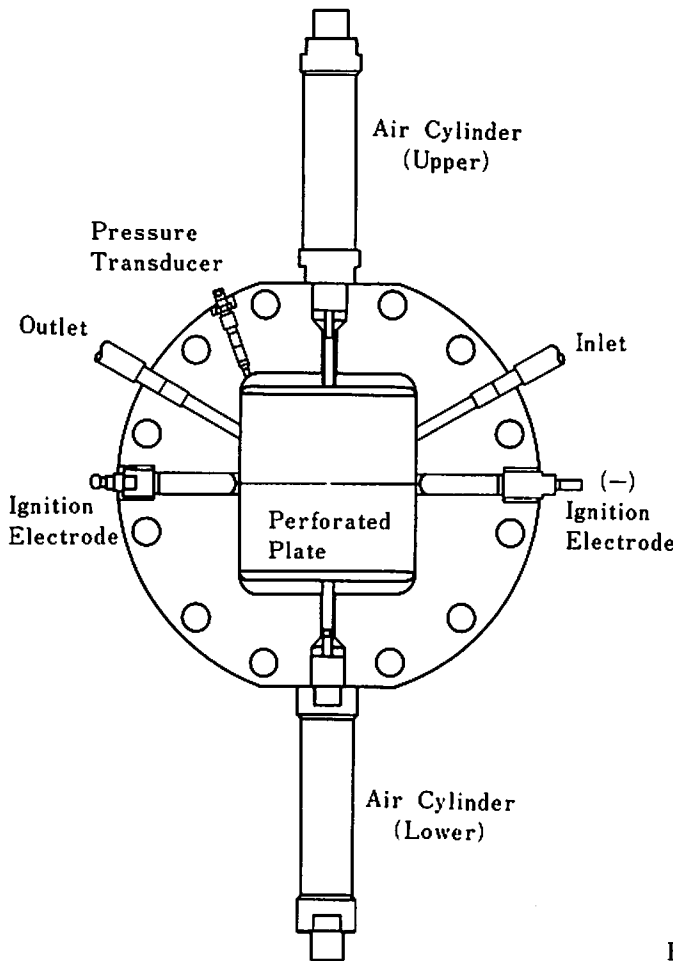 Air Cylinder
(Upper)
Pressure
Transducer
Outlet
Inlet
(−)
Ignition
Electrode
Ignition
Electrode
Perforated
Plate
Air Cylinder
(Lower)